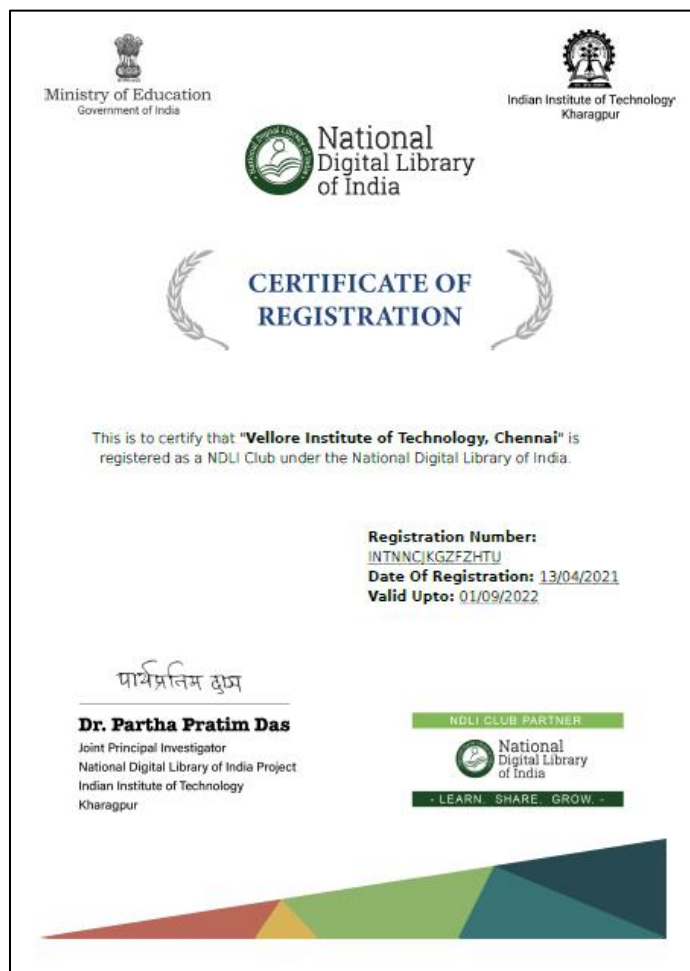 Ministry of Education
Government of India
Indian Institute of Technology
Kharagpur
National
Digital Library
of India
CERTIFICATE OF
REGISTRATION
This is to certify that "Vellore Institute of Technology, Chennai" is
registered as a NDLI Club under the National Digital Library of India.
Registration Number:
INTNNCJKGZFZHTU
Date Of Registration: 13/04/2021
Valid Upto: 01/09/2022
पार्थप्रतिम दास
Dr. Partha Pratim Das
Joint Principal Investigator
National Digital Library of India Project
Indian Institute of Technology
Kharagpur
NDLI CLUB PARTNER
National
Digital Library
of India
- LEARN. SHARE. GROW. -